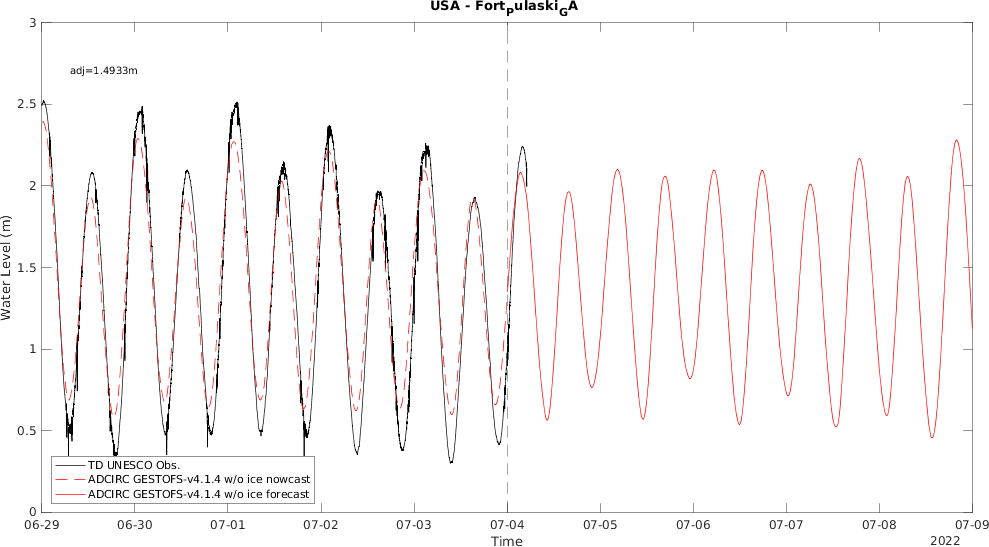 USA - FortPulaskiGA
adj=1.4933m
Water Level (m)
3
2.5
2
1.5
1
0.5
0
TD UNESCO Obs.
ADCIRC GESTOFS-v4.1.4 w/o ice nowcast
ADCIRC GESTOFS-v4.1.4 w/o ice forecast
06-29 06-30 07-01 07-02 07-03 07-04 07-05 07-06 07-07 07-08 07-09
Time
2022